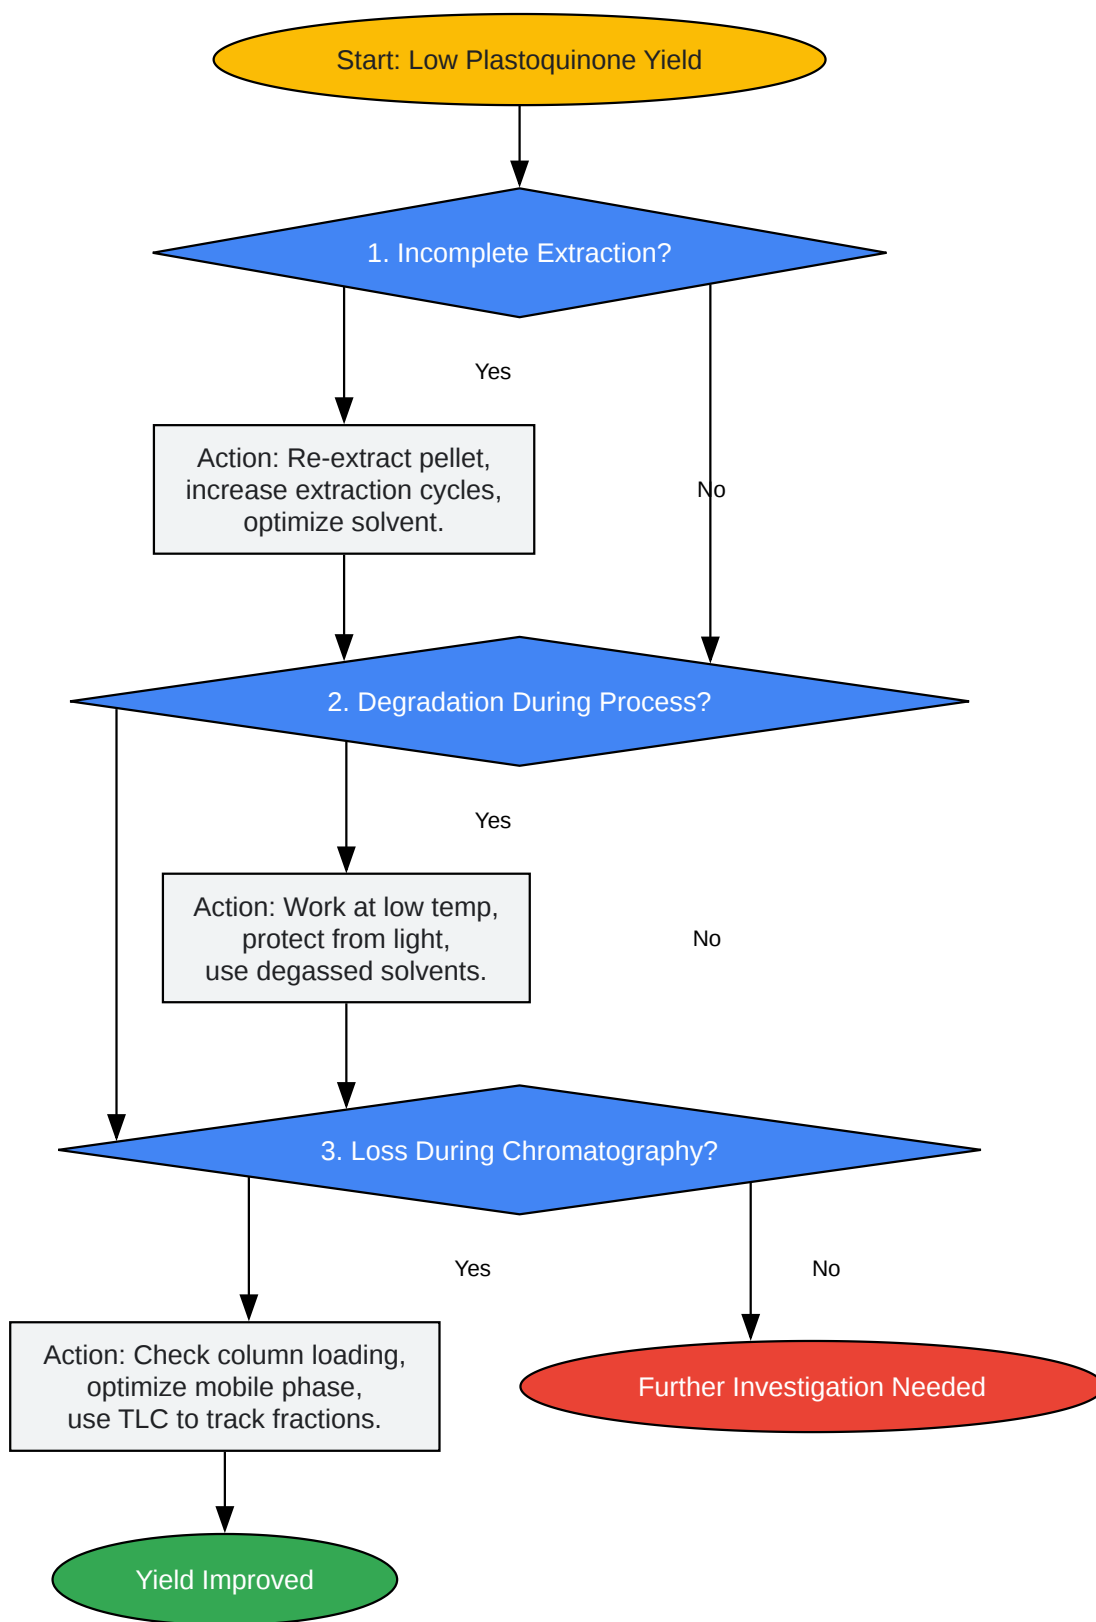 Start: Low Plastoquinone Yield
1. Incomplete Extraction?
Yes
Action: Re-extract pellet,
increase extraction cycles,
optimize solvent.
No
2. Degradation During Process?
Yes
Action: Work at low temp,
protect from light,
use degassed solvents.
No
3. Loss During Chromatography?
Yes
No
Action: Check column loading,
optimize mobile phase,
use TLC to track fractions.
Further Investigation Needed
Yield Improved